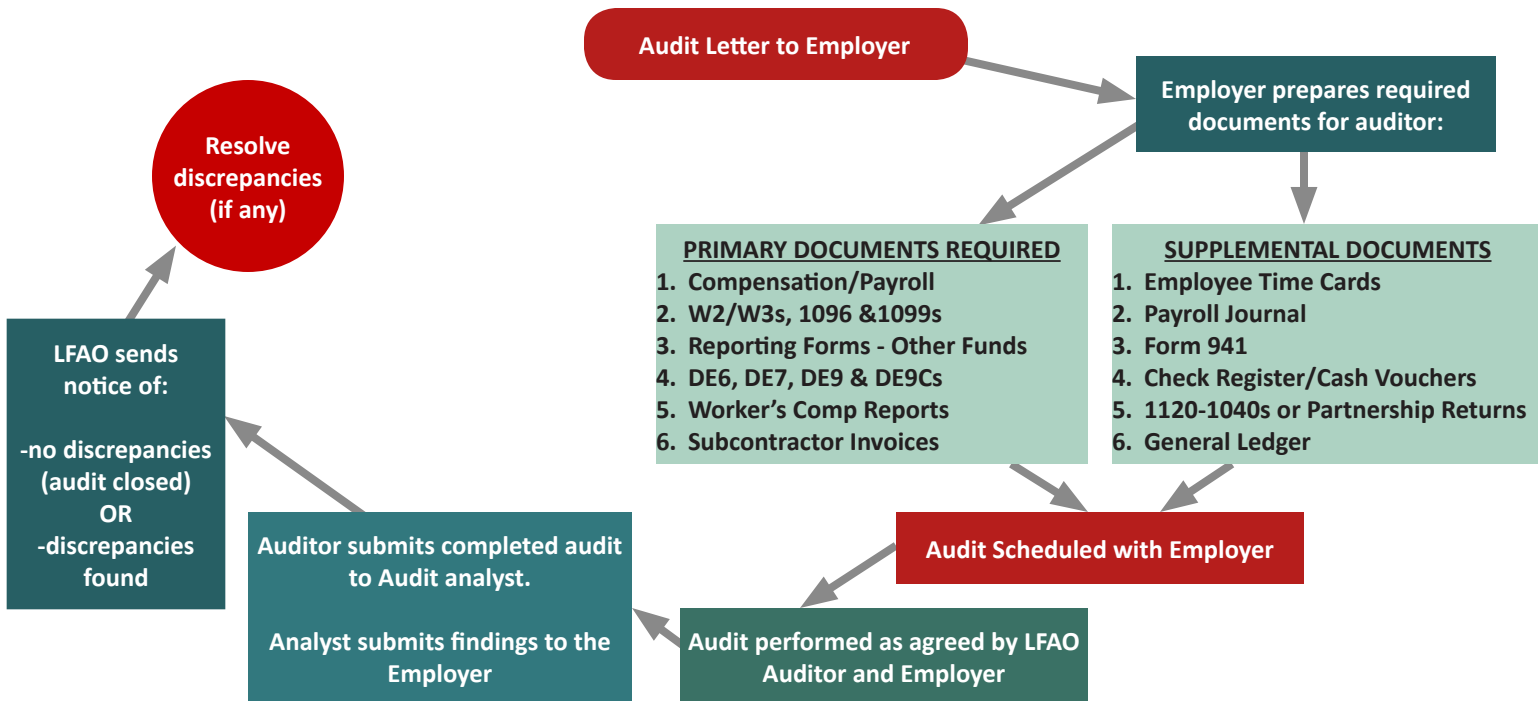 Audit Letter to Employer
Employer prepares required
documents for auditor:
Resolve
discrepancies
(if any)
PRIMARY DOCUMENTS REQUIRED
1. Compensation/Payroll
2. W2/W3s, 1096 &1099s
3. Reporting Forms - Other Funds
4. DE6, DE7, DE9 & DE9Cs
5. Worker's Comp Reports
6. Subcontractor Invoices
SUPPLEMENTAL DOCUMENTS
1. Employee Time Cards
2. Payroll Journal
3. Form 941
4. Check Register/Cash Vouchers
5. 1120-1040s or Partnership Returns
6. General Ledger
LFAO sends
notice of:
-no discrepancies
(audit closed)
OR
-discrepancies
found
Auditor submits completed audit
to Audit analyst.
Analyst submits findings to the
Employer
Audit Scheduled with Employer
Audit performed as agreed by LFAO
Auditor and Employer